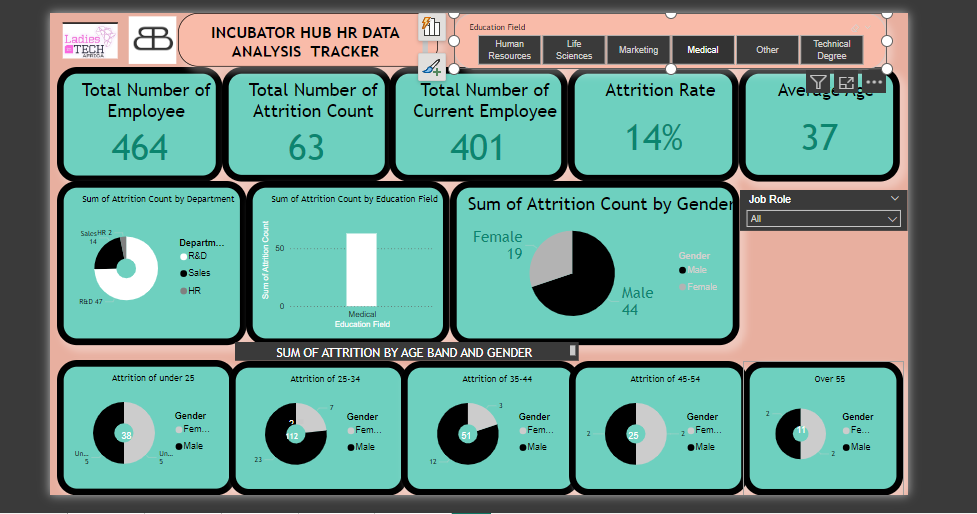 Ladies
in TECH
AFRICA
INCUBATOR HUB HR DATA
ANALYSIS TRACKER
Education Field
Human
Resources
Life
Sciences
Marketing
Medical
Other
Technical
Degree
Total Number of
Employee
464
Total Number of
Attrition Count
63
Total Number of
Current Employee
401
Attrition Rate
14%
Average Age
37
Sum of Attrition Count by Department
Sales
14
HR 2
R&D 47
Departm...
R&D
Sales
HR
Sum of Attrition Count by Education Field
Sum of Attrition Count
50
0
Medical
Education Field
Sum of Attrition Count by Gender
Female
19
Male
44
Gender
Male
Female
Job Role
All
SUM OF ATTRITION BY AGE BAND AND GENDER
Attrition of under 25
38
Un...
5
Un...
5
Gender
Fem...
Male
Attrition of 25-34
7
112
23
Gender
Fem...
Male
Attrition of 35-44
3
51
12
Gender
Fem...
Male
Attrition of 45-54
2
25
2
Gender
Fem...
Male
Over 55
2
11
2
Gender
Fe...
Male